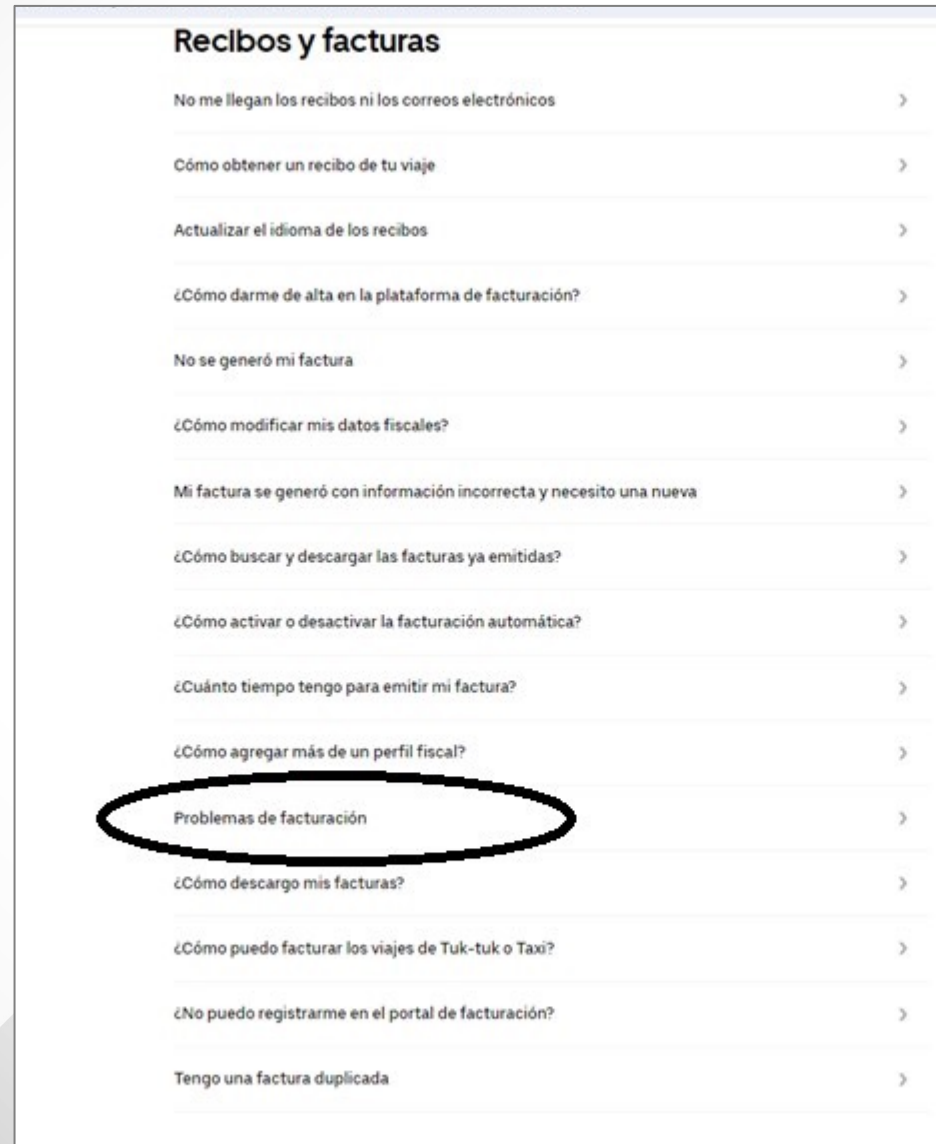 Recibos y facturas
No me llegan los recibos ni los correos electrónicos
Cómo obtener un recibo de tu viaje
Actualizar el idioma de los recibos
¿Cómo darme de alta en la plataforma de facturación?
No se generó mi factura
¿Cómo modificar mis datos fiscales?
Mi factura se generó con información incorrecta y necesito una nueva
¿Cómo buscar y descargar las facturas ya emitidas?
¿Cómo activar o desactivar la facturación automática?
¿Cuánto tiempo tengo para emitir mi factura?
¿Cómo agregar más de un perfil fiscal?
Problemas de facturación
¿Cómo descargo mis facturas?
¿Cómo puedo facturar los viajes de Tuk-tuk o Taxi?
¿No puedo registrarme en el portal de facturación?
Tengo una factura duplicada